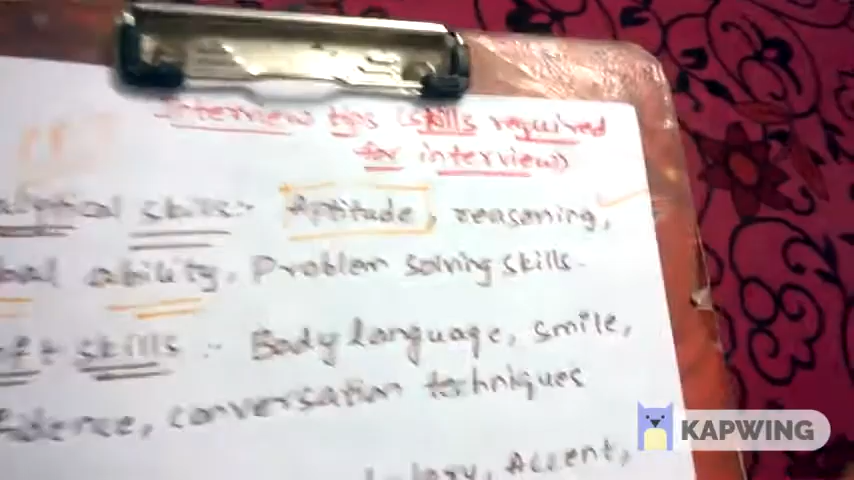 Interview tips (skills required
for interview)
skills:- Aptitude, reasoning,
ability, Problem solving skills.
skills :- Body language, smile,
conversation techniques
Accent,
KAPWING